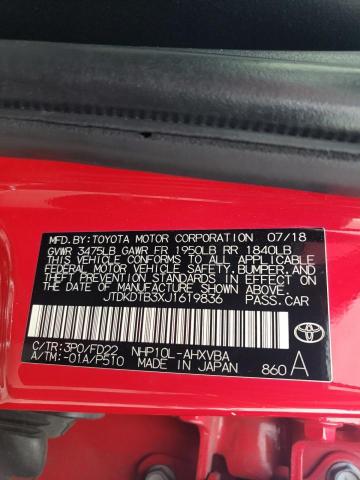 MFD.BY:TOYOTA MOTOR CORPORATION 07/18
GVWR 3475LB GAWR FR 1950LB RR 1840LB
THIS VEHICLE CONFORMS TO ALL APPLICABLE
FEDERAL MOTOR VEHICLE SAFETY, BUMPER, AND
THEFT PREVENTION STANDARDS IN EFFECT ON
THE DATE OF MANUFACTURE SHOWN ABOVE.
JTDKDTB3XJ1619836 PASS.CAR
C/TR:3P0/FD22 NHP10L-AHXVBA
A/TM:-01A/P510 MADE IN JAPAN 860A
TOYOTA